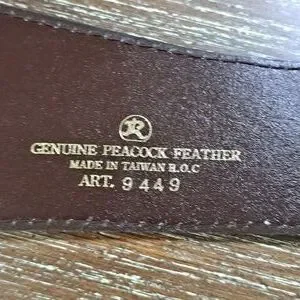 GENUINE PEACOCK FEATHER
MADE IN TAIWAN R.O.C
ART. 9449